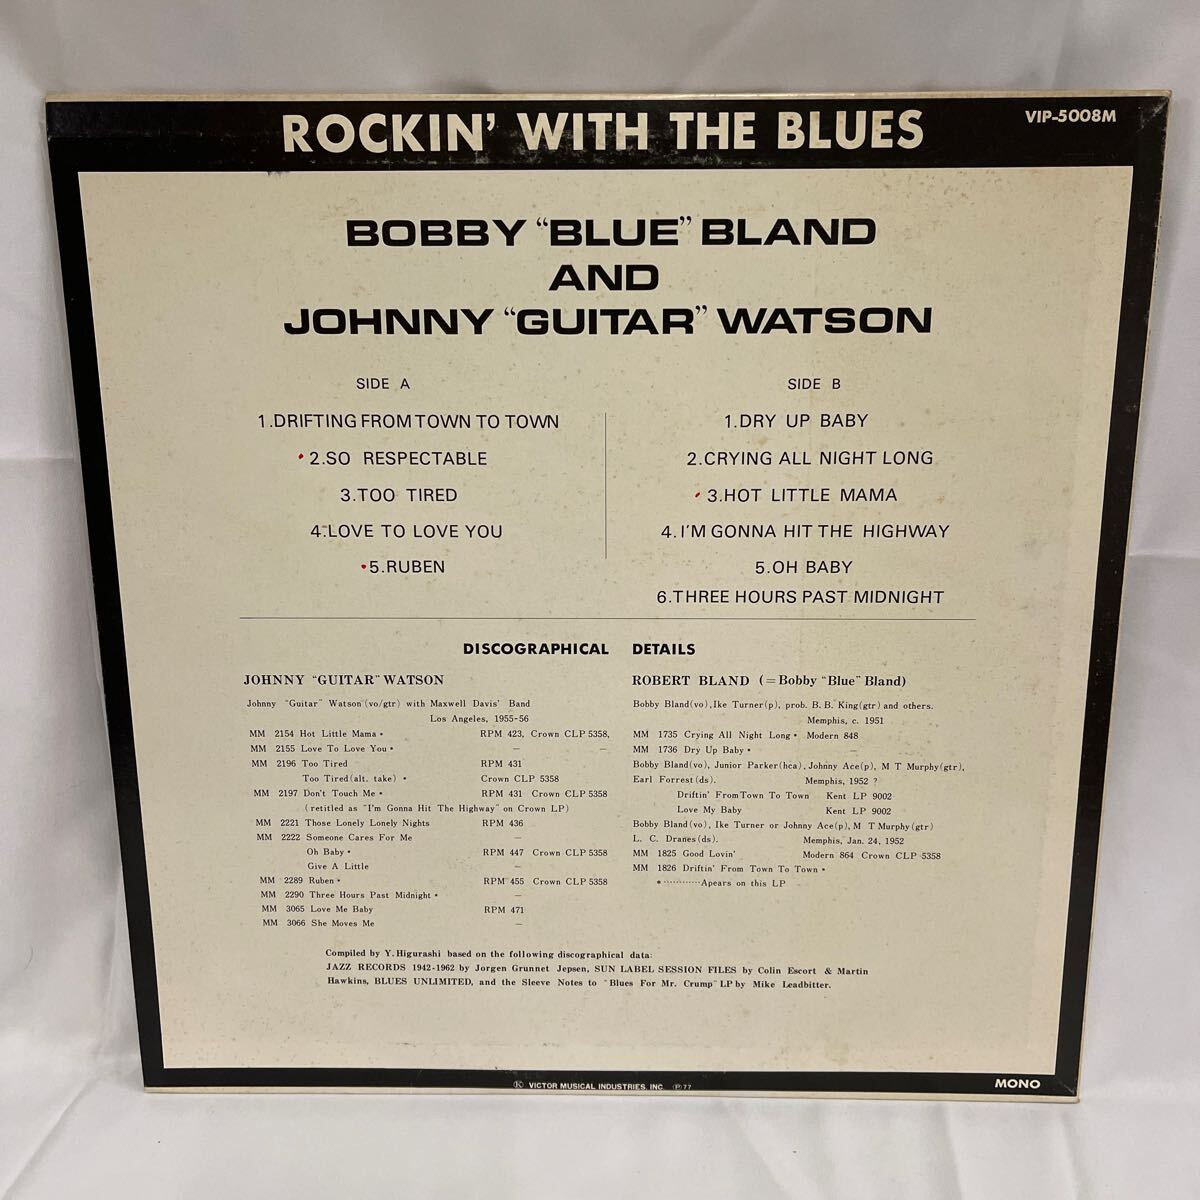 ROCKIN' WITH THE BLUES
VIP-5008M
BOBBY "BLUE" BLAND
AND
JOHNNY "GUITAR" WATSON
SIDE A
1.DRIFTING FROM TOWN TO TOWN
2.SO RESPECTABLE
3.TOO TIRED
4.LOVE TO LOVE YOU
5.RUBEN
SIDE B
1.DRY UP BABY
2.CRYING ALL NIGHT LONG
3.HOT LITTLE MAMA
4.I'M GONNA HIT THE HIGHWAY
5.OH BABY
6.THREE HOURS PAST MIDNIGHT
DISCOGRAPHICAL DETAILS
JOHNNY "GUITAR" WATSON
Johnny "Guitar" Watson (vo/gtr) with Maxwell Davis' Band
Los Angeles, 1955-56
MM 2154 Hot Little Mama * RPM 423, Crown CLP 5358,
MM 2155 Love To Love You * — —
MM 2196 Too Tired RPM 431
Too Tired (alt. take) * Crown CLP 5358
MM 2197 Don't Touch Me * RPM 431 Crown CLP 5358
(retitled as "I'm Gonna Hit The Highway" on Crown LP)
MM 2221 Those Lonely Lonely Nights RPM 436
MM 2222 Someone Cares For Me —
Oh Baby * RPM 447 Crown CLP 5358
Give A Little —
MM 2289 Ruben * RPM 455 Crown CLP 5358
MM 2290 Three Hours Past Midnight * —
MM 3065 Love Me Baby RPM 471
MM 3066 She Moves Me —
ROBERT BLAND (=Bobby "Blue" Bland)
Bobby Bland (vo), Ike Turner (p), prob. B. B. King (gtr) and others.
Memphis, c. 1951
MM 1735 Crying All Night Long * Modern 848
MM 1736 Dry Up Baby * —
Bobby Bland (vo), Junior Parker (hca), Johnny Ace (p), M T Murphy (gtr),
Earl Forrest (ds). Memphis, 1952 ?
Driftin' From Town To Town Kent LP 9002
Love My Baby Kent LP 9002
Bobby Bland (vo), Ike Turner or Johnny Ace (p), M T Murphy (gtr)
L. C. Dranes (ds). Memphis, Jan. 24, 1952
MM 1825 Good Lovin' Modern 864 Crown CLP 5358
MM 1826 Driftin' From Town To Town *
*············Apears on this LP
Compiled by Y. Higurashi based on the following discographical data:
JAZZ RECORDS 1942-1962 by Jorgen Grunnet Jepsen, SUN LABEL SESSION FILES by Colin Escort & Martin
Hawkins, BLUES UNLIMITED, and the Sleeve Notes to "Blues For Mr. Crump" LP by Mike Leadbitter.
Ⓚ VICTOR MUSICAL INDUSTRIES, INC. Ⓟ77
MONO